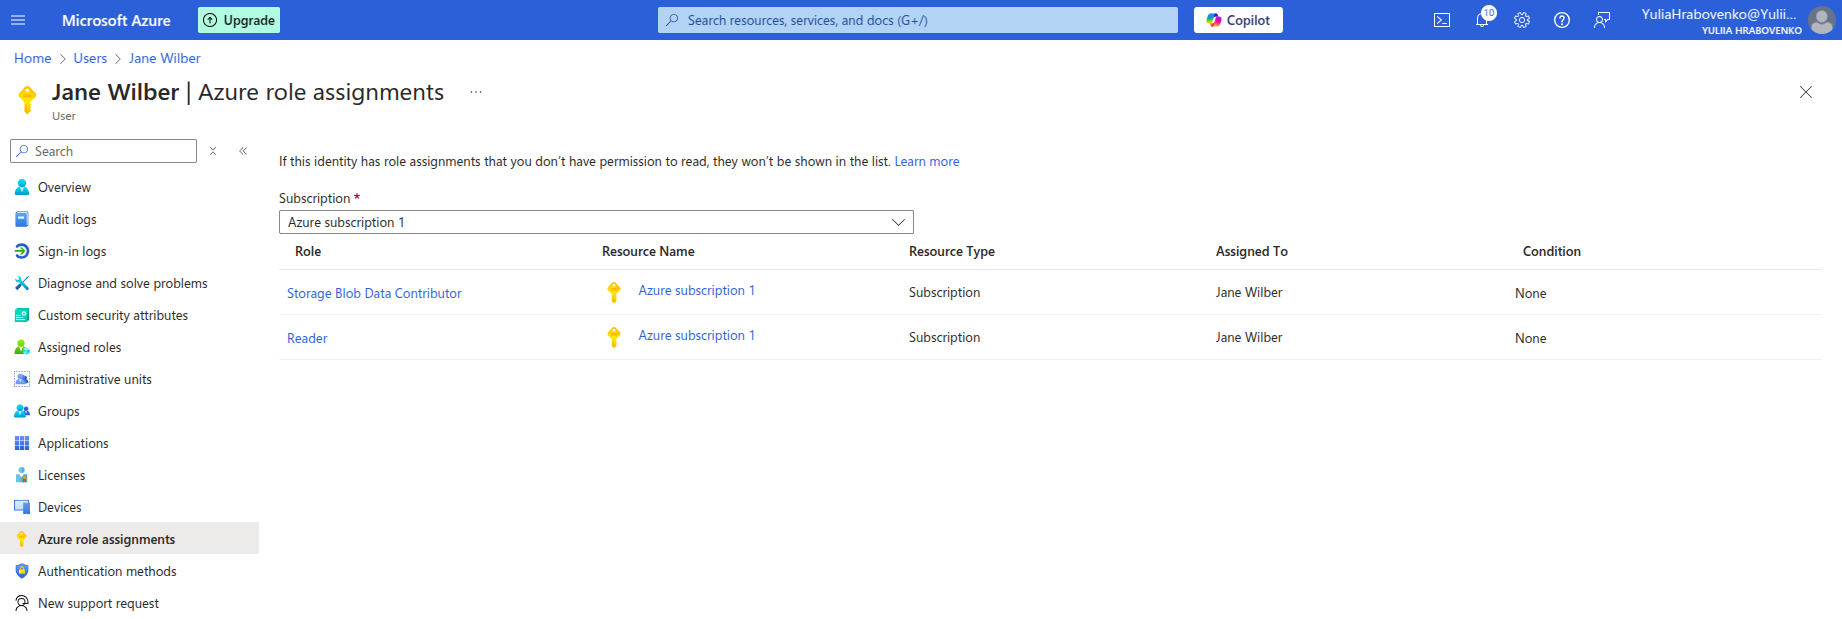 Microsoft Azure
Upgrade
Search resources, services, and docs (G+/)
Copilot
10
YuliaHrabovenko@Yulii...
YULIIA HRABOVENKO
Home > Users > Jane Wilber
Jane Wilber | Azure role assignments ...
User
Search
Overview
Audit logs
Sign-in logs
Diagnose and solve problems
Custom security attributes
Assigned roles
Administrative units
Groups
Applications
Licenses
Devices
Azure role assignments
Authentication methods
New support request
If this identity has role assignments that you don't have permission to read, they won't be shown in the list. Learn more
Subscription *
Azure subscription 1
Role Resource Name Resource Type Assigned To Condition
Storage Blob Data Contributor Azure subscription 1 Subscription Jane Wilber None
Reader Azure subscription 1 Subscription Jane Wilber None